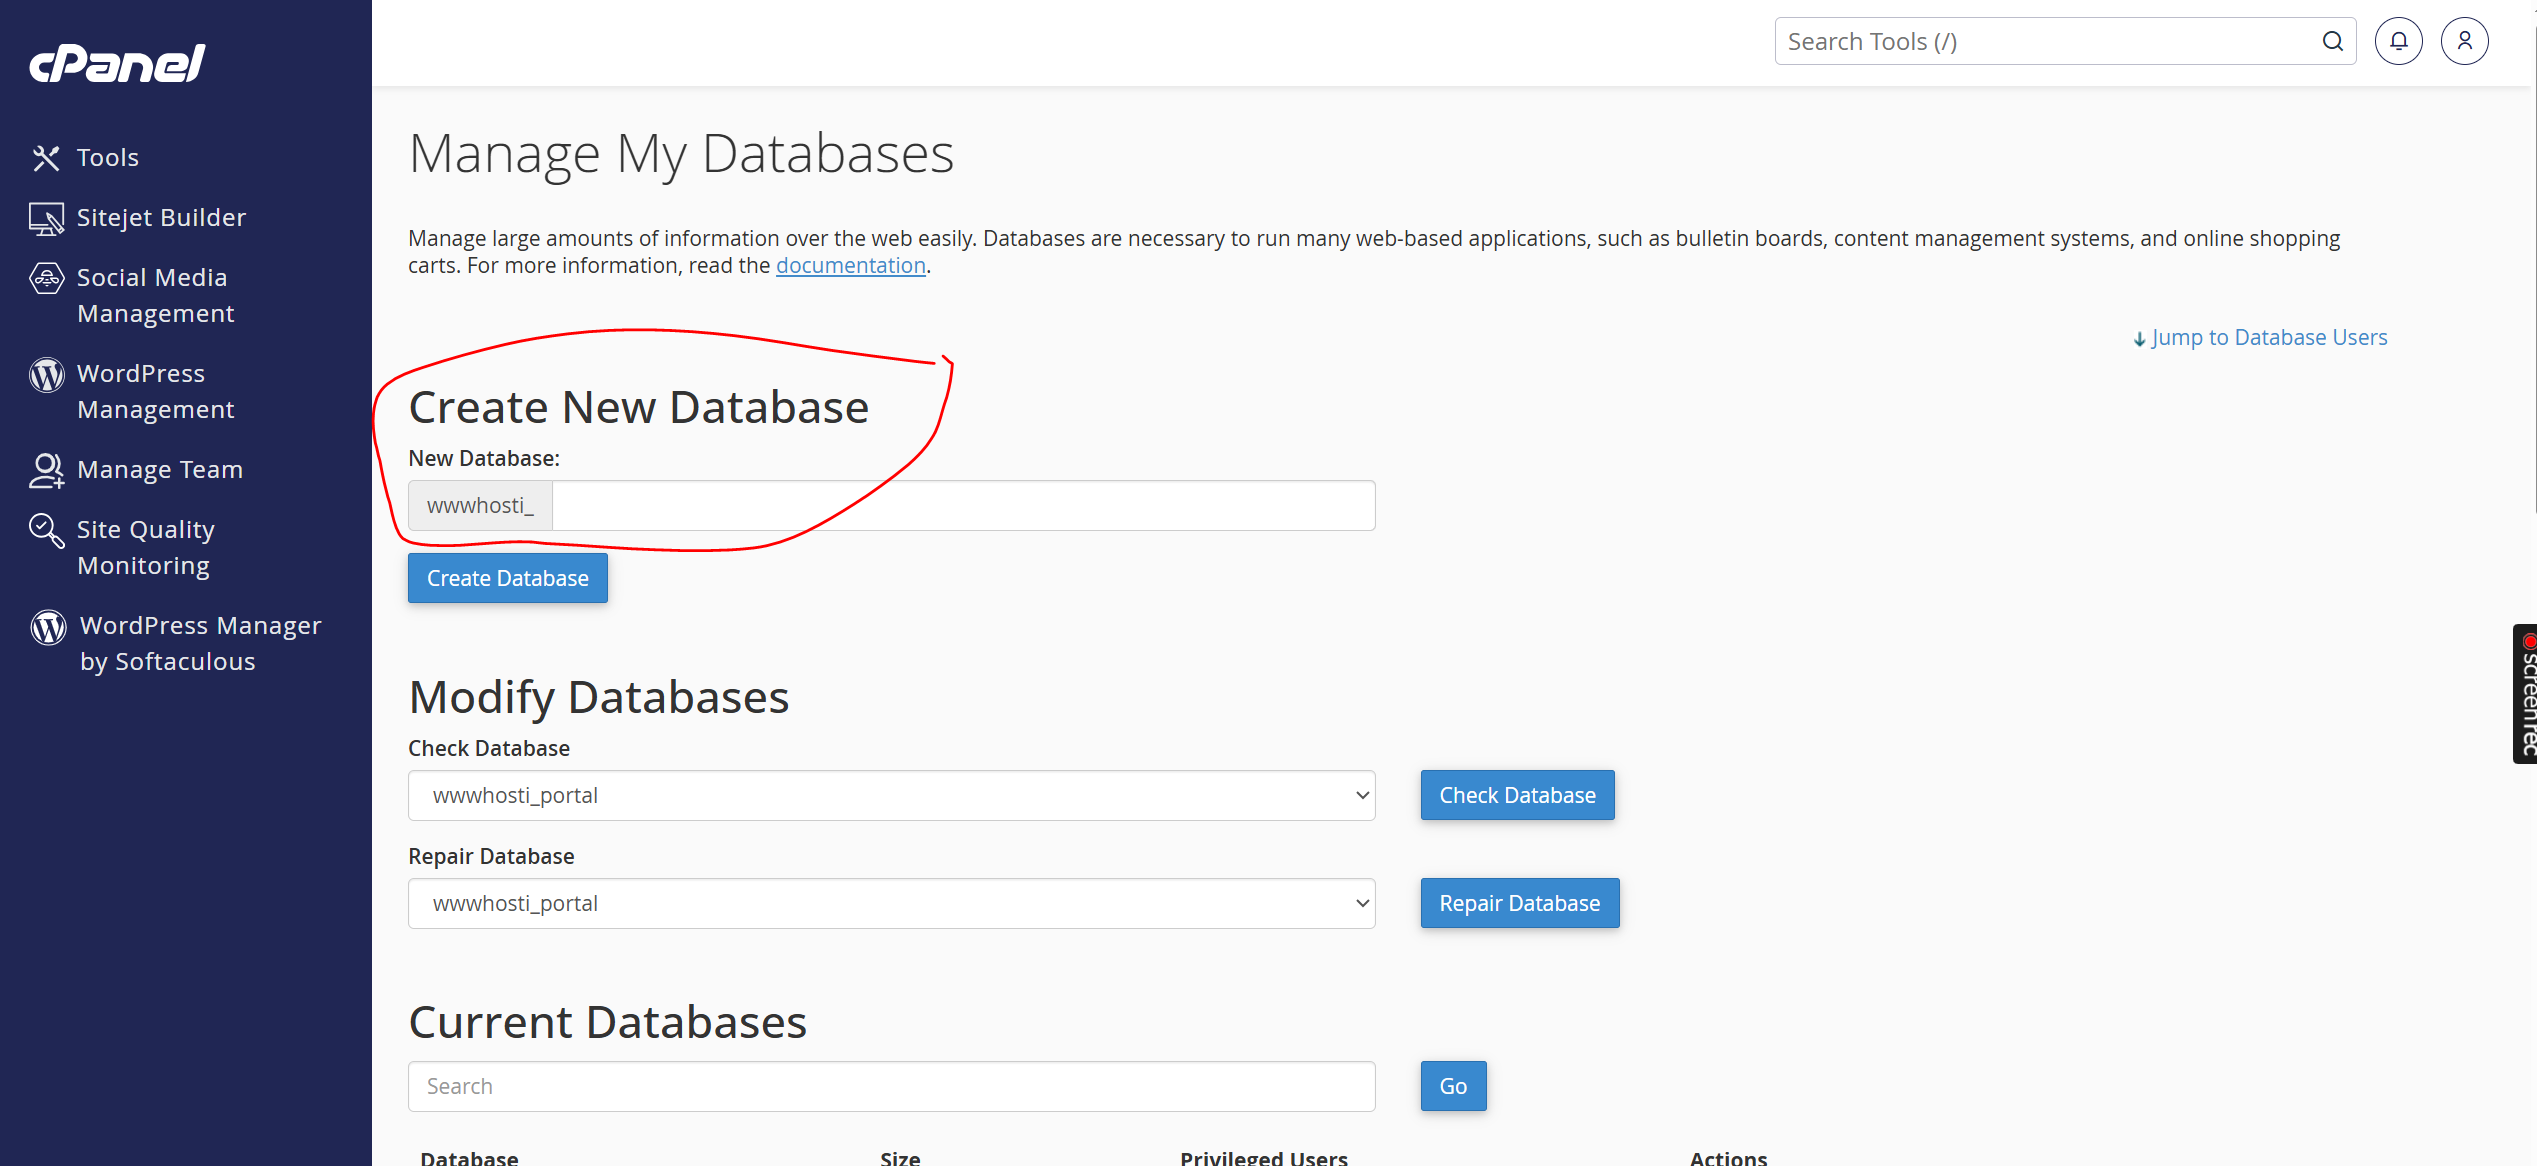 cPanel
Tools
Sitejet Builder
Social Media
Management
WordPress
Management
Manage Team
Site Quality
Monitoring
WordPress Manager
by Softaculous
Search Tools (/)
Manage My Databases
Manage large amounts of information over the web easily. Databases are necessary to run many web-based applications, such as bulletin boards, content management systems, and online shopping
carts. For more information, read the documentation.
Jump to Database Users
Create New Database
New Database:
wwwhosti_
Create Database
Modify Databases
Check Database
wwwhosti_portal
Check Database
Repair Database
wwwhosti_portal
Repair Database
Current Databases
Search
Go
Database Size Privileged Users Actions
screenrec